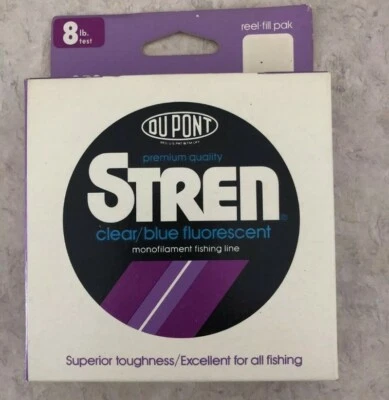 8 lb.
test
reel-fill pak
DU PONT
premium quality
STREN®
clear/blue fluorescent
monofilament fishing line
Superior toughness/Excellent for all fishing